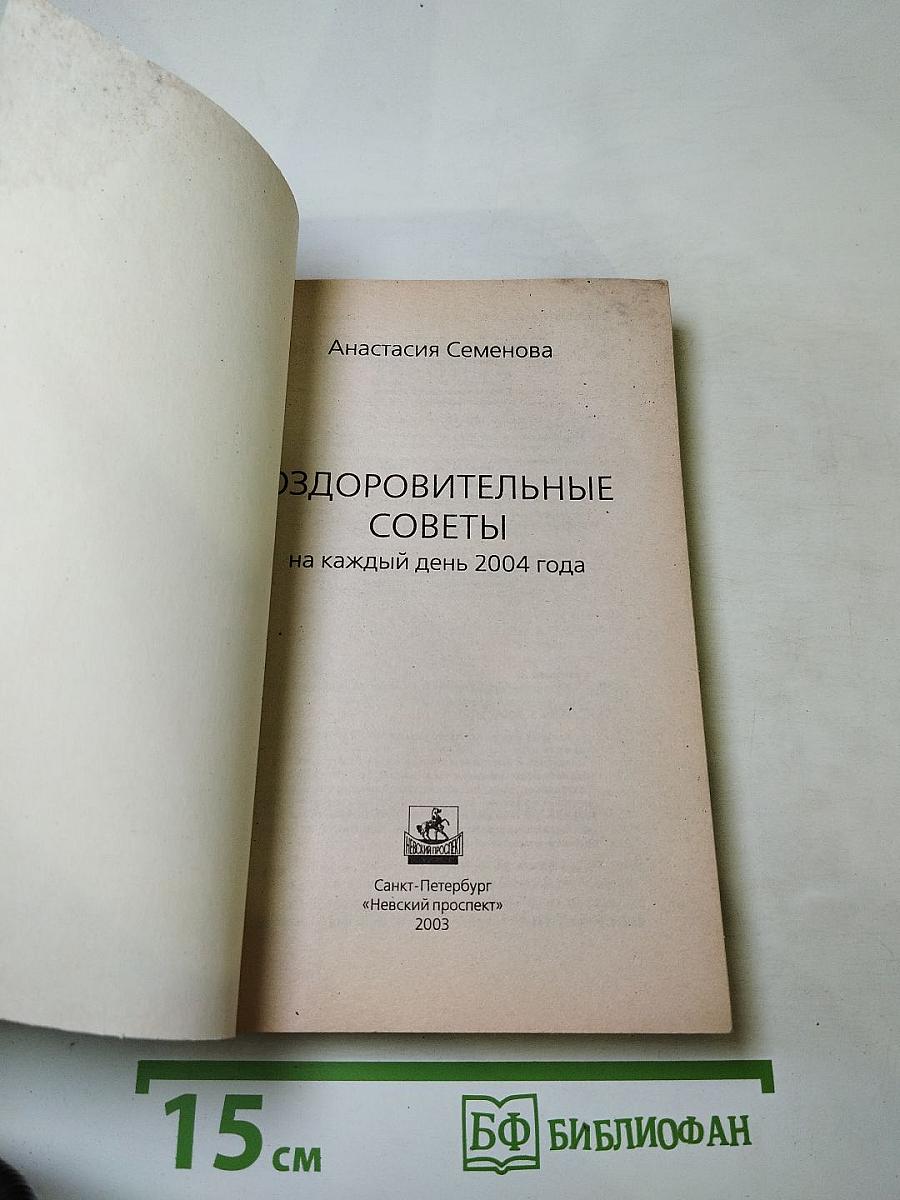 Анастасия Семенова
ОЗДОРОВИТЕЛЬНЫЕ
СОВЕТЫ
на каждый день 2004 года
НЕВСКИЙ ПРОСПЕКТ
Санкт-Петербург
«Невский проспект»
2003
15 см
БФ БИБЛИОФАН